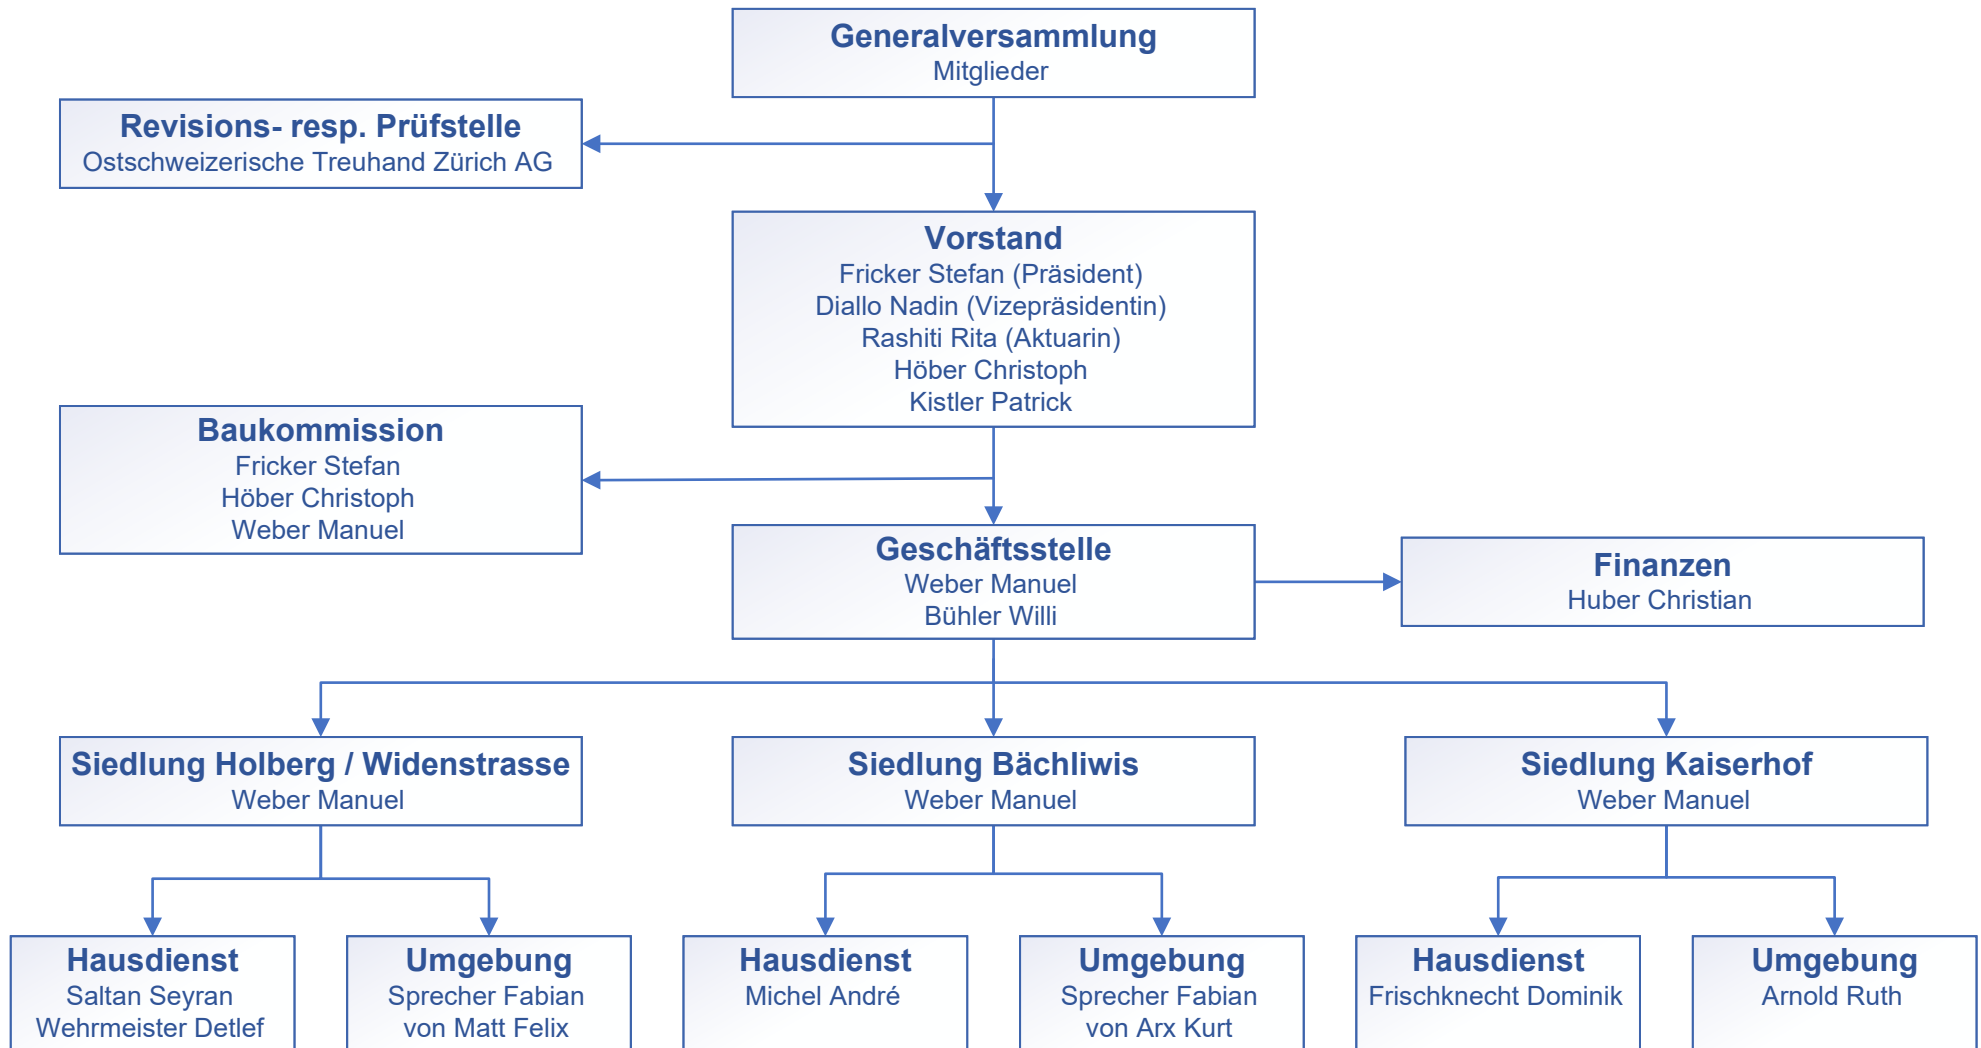 Generalversammlung
Mitglieder
Revisions- resp. Prüfstelle
Ostschweizerische Treuhand Zürich AG
Vorstand
Fricker Stefan (Präsident)
Diallo Nadin (Vizepräsidentin)
Rashiti Rita (Aktuarin)
Höber Christoph
Kistler Patrick
Baukommission
Fricker Stefan
Höber Christoph
Weber Manuel
Geschäftsstelle
Weber Manuel
Bühler Willi
Finanzen
Huber Christian
Siedlung Holberg / Widenstrasse
Weber Manuel
Siedlung Bächliwis
Weber Manuel
Siedlung Kaiserhof
Weber Manuel
Hausdienst
Saltan Seyran
Wehrmeister Detlef
Umgebung
Sprecher Fabian
von Matt Felix
Hausdienst
Michel André
Umgebung
Sprecher Fabian
von Arx Kurt
Hausdienst
Frischknecht Dominik
Umgebung
Arnold Ruth